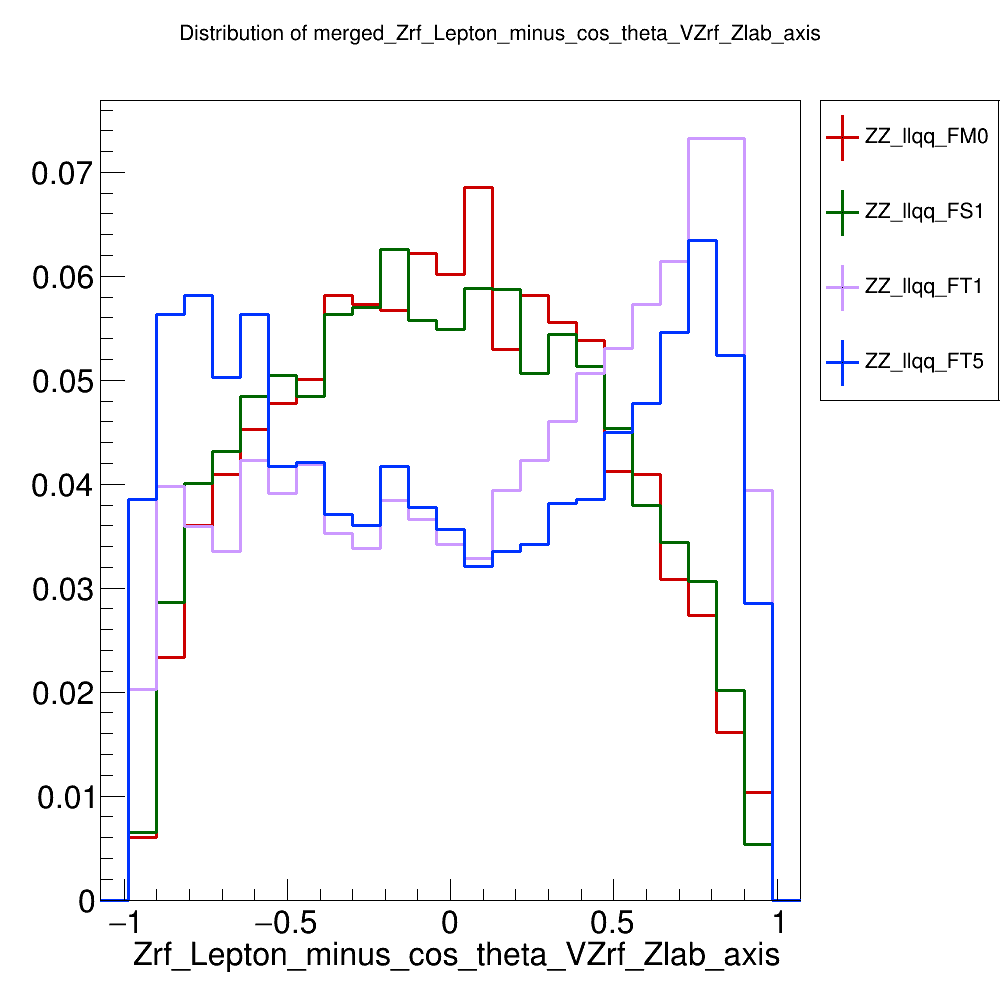 Distribution of merged_Zrf_Lepton_minus_cos_theta_VZrf_Zlab_axis
ZZ_llqq_FM0
ZZ_llqq_FS1
ZZ_llqq_FT1
ZZ_llqq_FT5
0.07
0.06
0.05
0.04
0.03
0.02
0.01
0
−1 −0.5 0 0.5 1
Zrf_Lepton_minus_cos_theta_VZrf_Zlab_axis